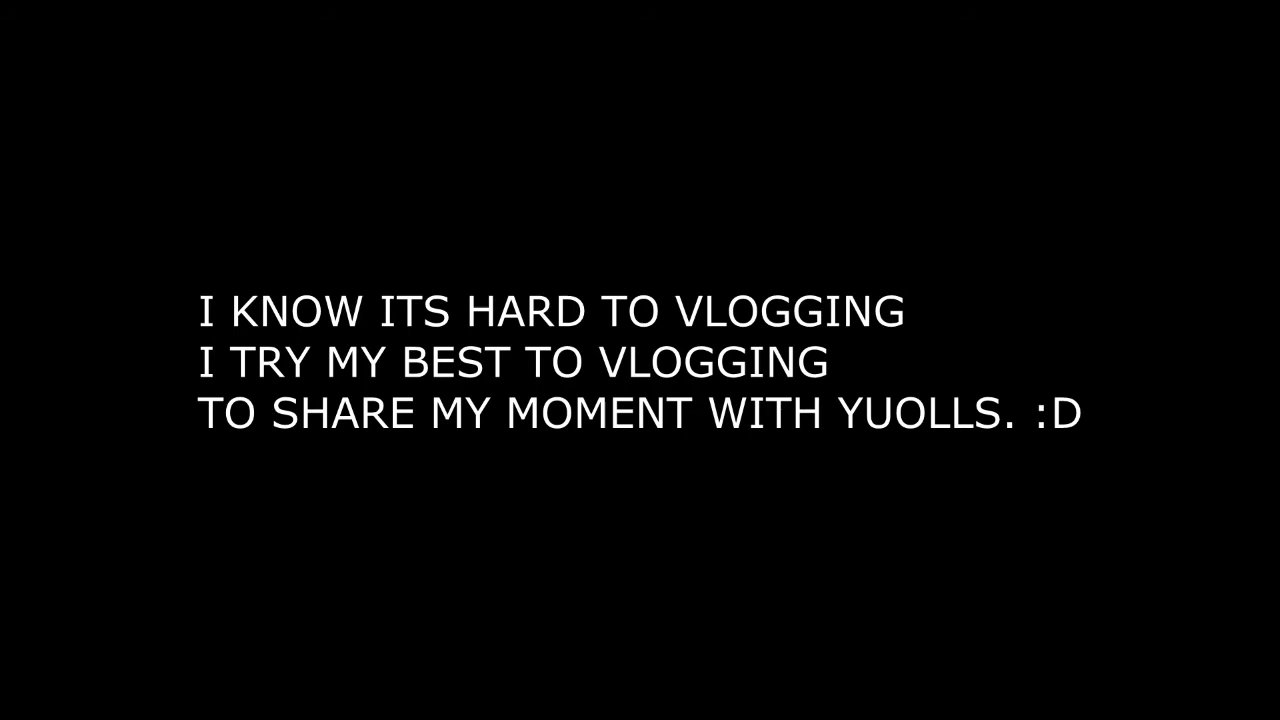 I KNOW ITS HARD TO VLOGGING
I TRY MY BEST TO VLOGGING
TO SHARE MY MOMENT WITH YUOLLS. :D